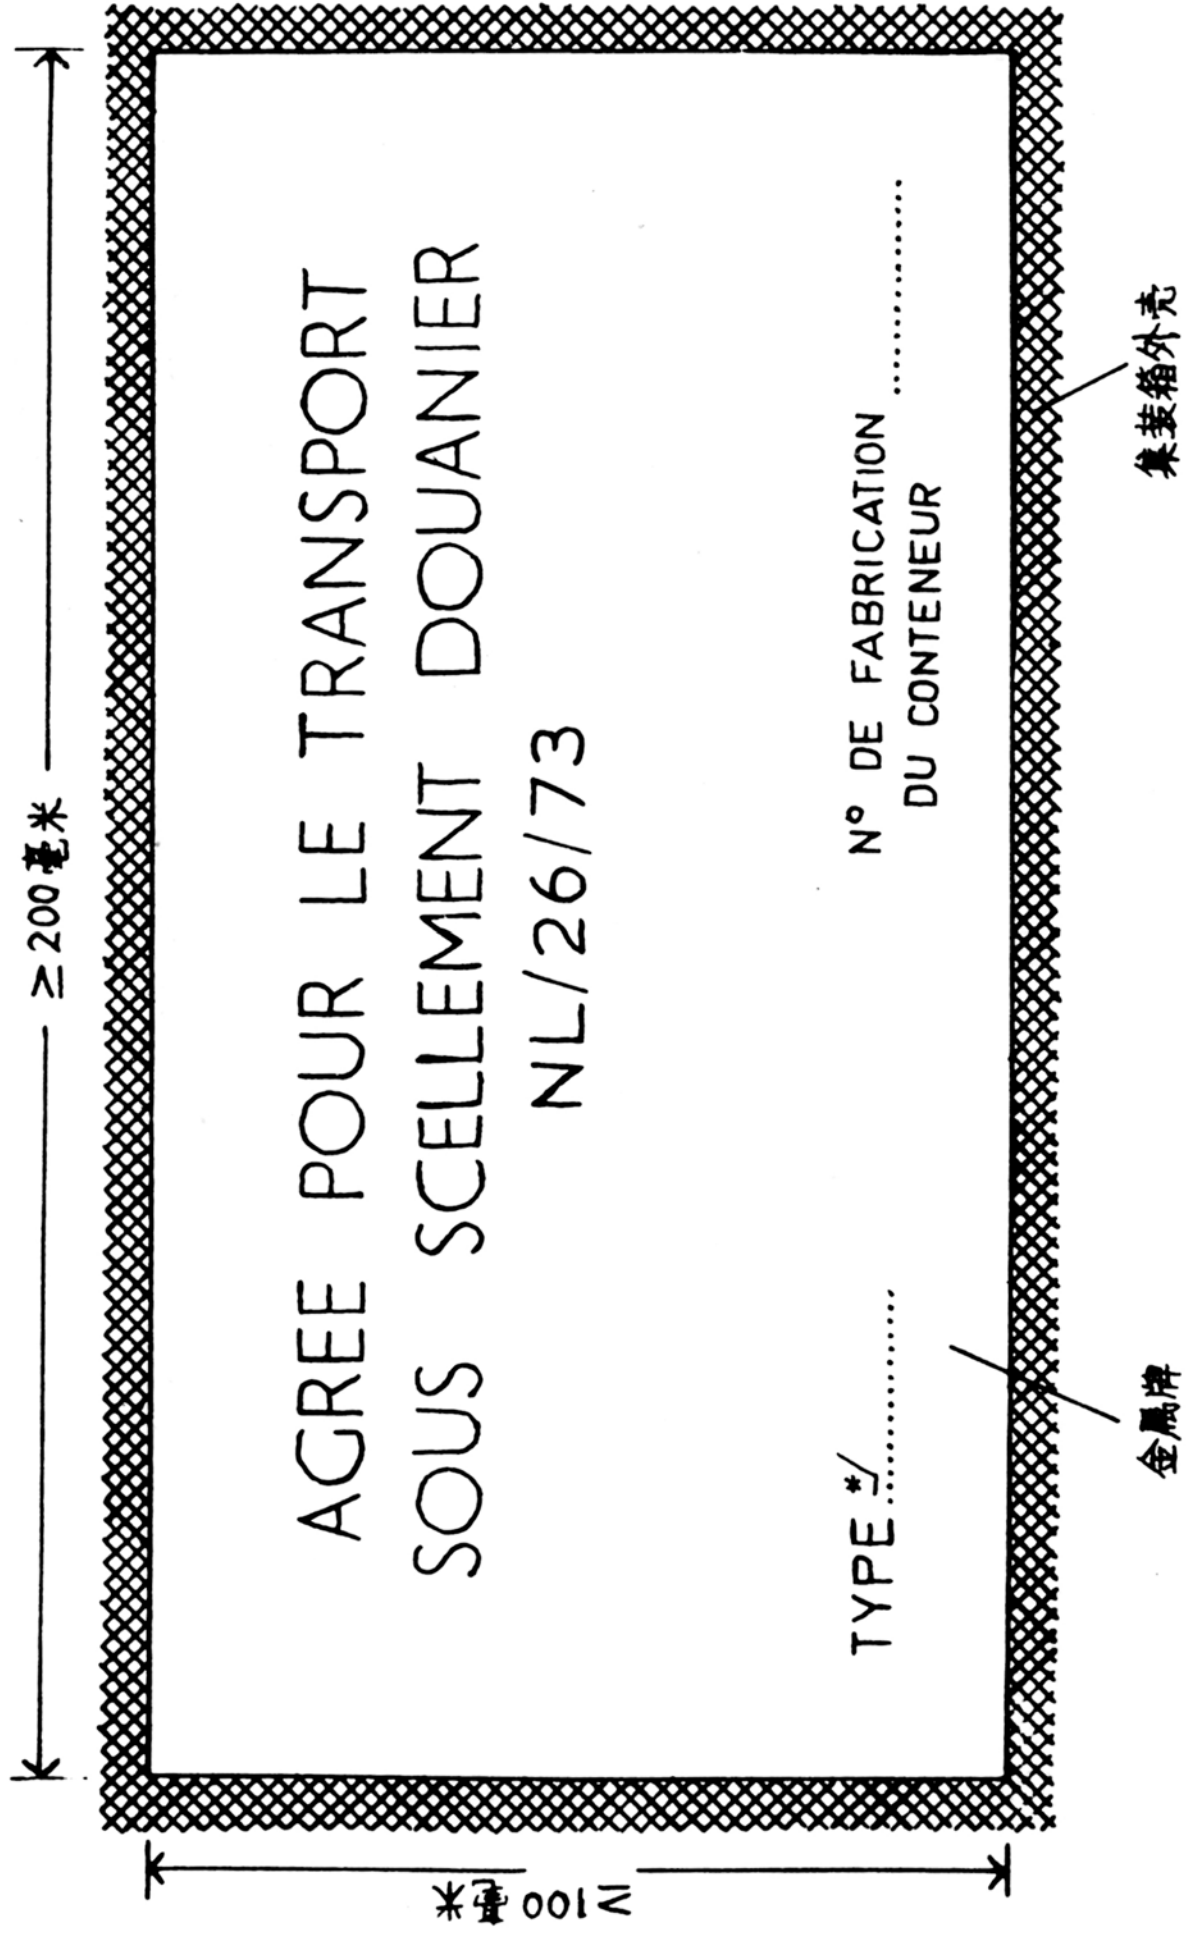 ≥200毫米
AGREE POUR LE TRANSPORT
SOUS SCELLEMENT DOUANIER
NL/26/73
TYPE */..........
N° DE FABRICATION ..........
DU CONTENEUR
≥100毫米
金属牌
集装箱外壳